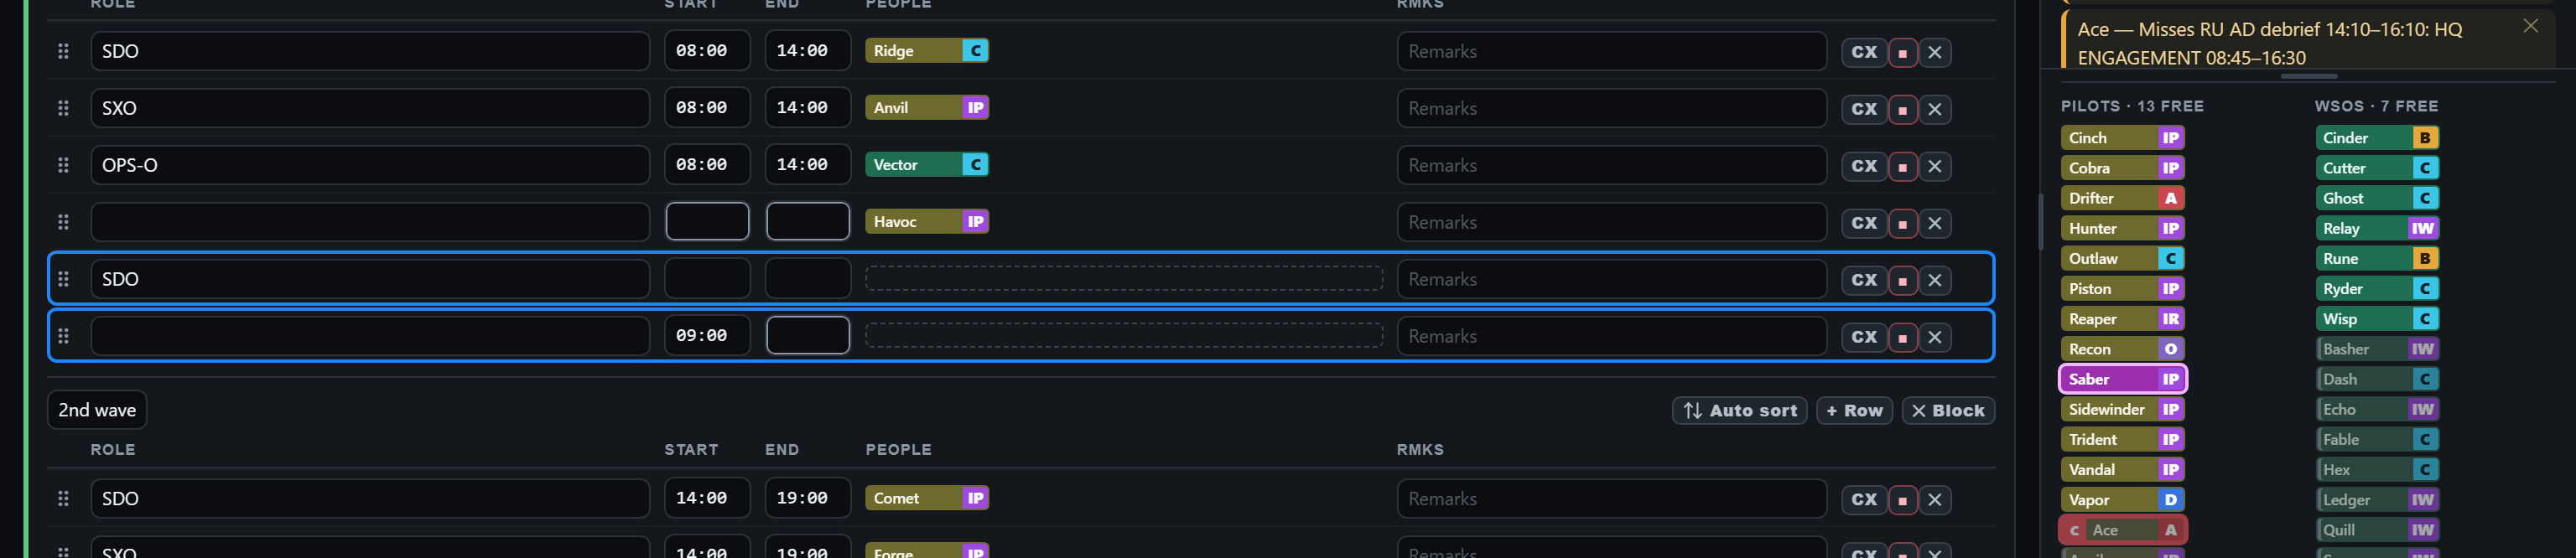 ROLE START END PEOPLE RMKS
SDO 08:00 14:00 Ridge C Remarks CX
SXO 08:00 14:00 Anvil IP Remarks CX
OPS-O 08:00 14:00 Vector C Remarks CX
Havoc IP Remarks CX
SDO Remarks CX
09:00 Remarks CX
2nd wave Auto sort + Row Block
ROLE START END PEOPLE RMKS
SDO 14:00 19:00 Comet IP Remarks CX
SXO 14:00 19:00 Forge IP Remarks CX
Ace — Misses RU AD debrief 14:10–16:10: HQ
ENGAGEMENT 08:45–16:30
PILOTS · 13 FREE
Cinch IP
Cobra IP
Drifter A
Hunter IP
Outlaw C
Piston IP
Reaper IR
Recon O
Saber IP
Sidewinder IP
Trident IP
Vandal IP
Vapor D
C Ace A
WSOS · 7 FREE
Cinder B
Cutter C
Ghost C
Relay IW
Rune B
Ryder C
Wisp C
Basher IW
Dash C
Echo IW
Fable C
Hex C
Ledger IW
Quill IW